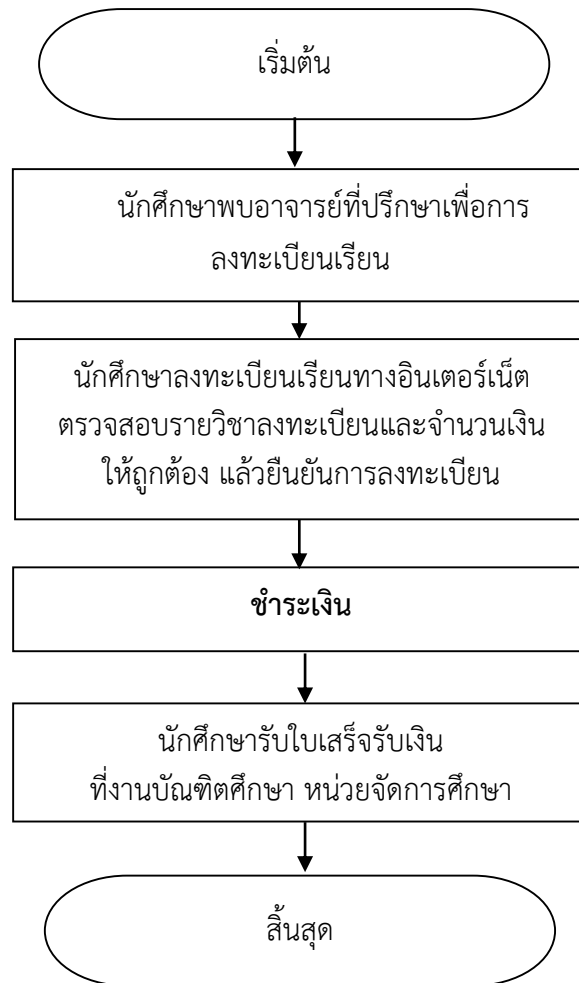 เริ่มต้น
นักศึกษาพบอาจารย์ที่ปรึกษาเพื่อการ
ลงทะเบียนเรียน
นักศึกษาลงทะเบียนเรียนทางอินเตอร์เน็ต
ตรวจสอบรายวิชาลงทะเบียนและจำนวนเงิน
ให้ถูกต้อง แล้วยืนยันการลงทะเบียน
ชำระเงิน
นักศึกษารับใบเสร็จรับเงิน
ที่งานบัณฑิตศึกษา หน่วยจัดการศึกษา
สิ้นสุด